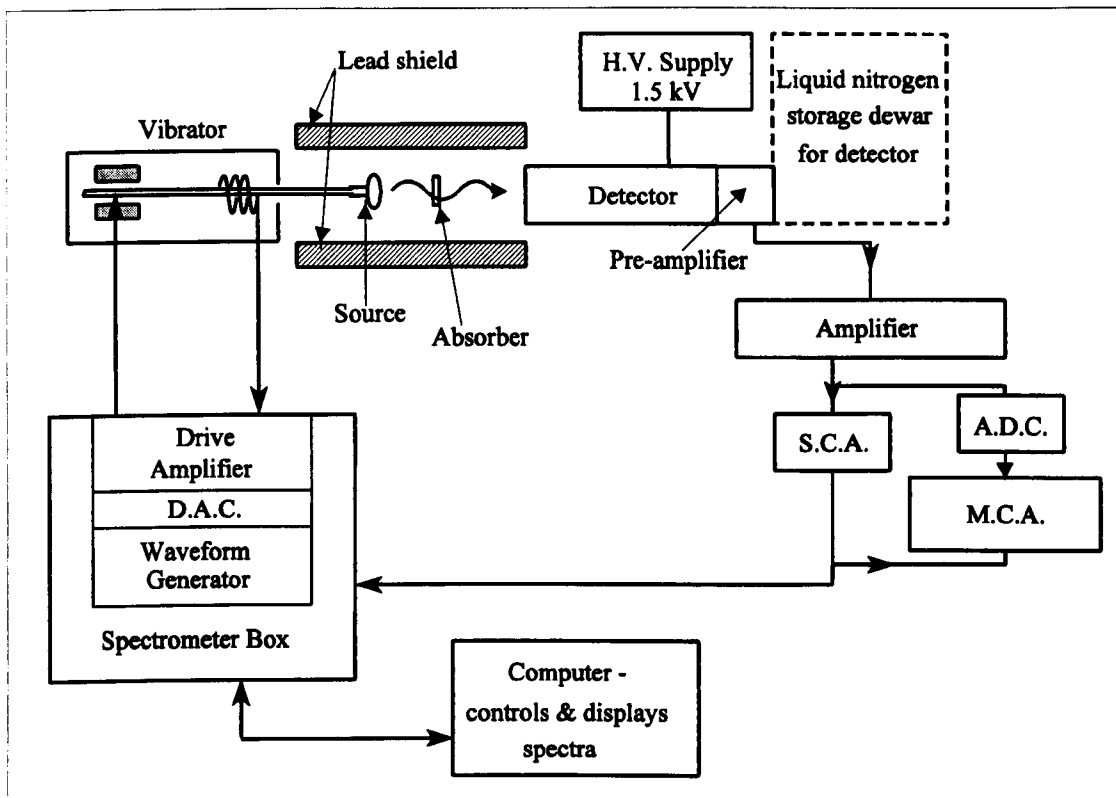 Lead shield
H.V. Supply
1.5 kV
Liquid nitrogen
storage dewar
for detector
Vibrator
Detector
Pre-amplifier
Source
Absorber
Amplifier
S.C.A.
A.D.C.
M.C.A.
Drive
Amplifier
D.A.C.
Waveform
Generator
Spectrometer Box
Computer -
controls & displays
spectra